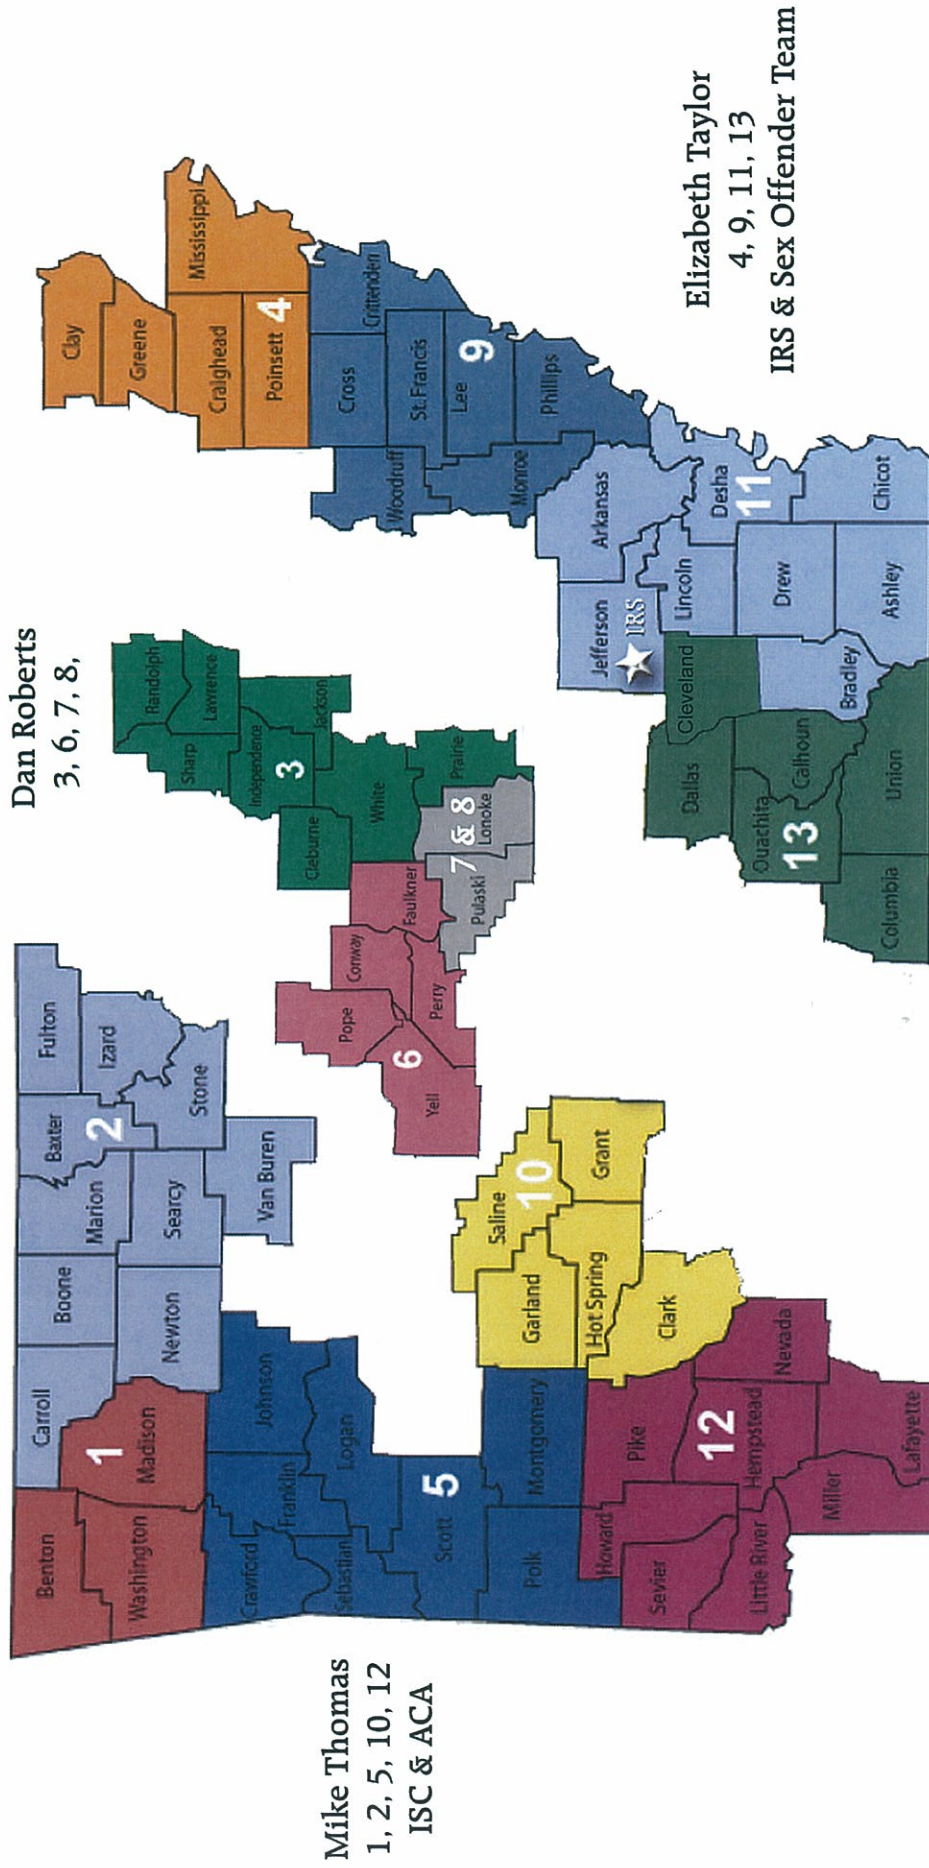 Mike Thomas
1, 2, 5, 10, 12
ISC & ACA
Dan Roberts
3, 6, 7, 8,
Elizabeth Taylor
4, 9, 11, 13
IRS & Sex Offender Team
Benton
Washington
Madison
1
Carroll
Boone
Newton
Marion
Searcy
Baxter
2
Fulton
Izard
Stone
Van Buren
Crawford
Franklin
Johnson
Sebastian
Logan
Scott
5
Polk
Montgomery
Saline
10
Garland
Grant
Hot Spring
Clark
Howard
Pike
Sevier
12
Hempstead
Nevada
Little River
Miller
Lafayette
Pope
Conway
Faulkner
6
Perry
Yell
Randolph
Sharp
Lawrence
Independence
3
Jackson
Cleburne
White
Prairie
7 & 8
Pulaski
Lonoke
Clay
Greene
Craighead
Mississippi
Poinsett
4
Cross
Crittenden
Woodruff
St. Francis
Lee
9
Monroe
Phillips
Jefferson
IRS
Arkansas
Lincoln
Desha
11
Drew
Bradley
Ashley
Chicot
Dallas
Cleveland
Ouachita
13
Calhoun
Columbia
Union